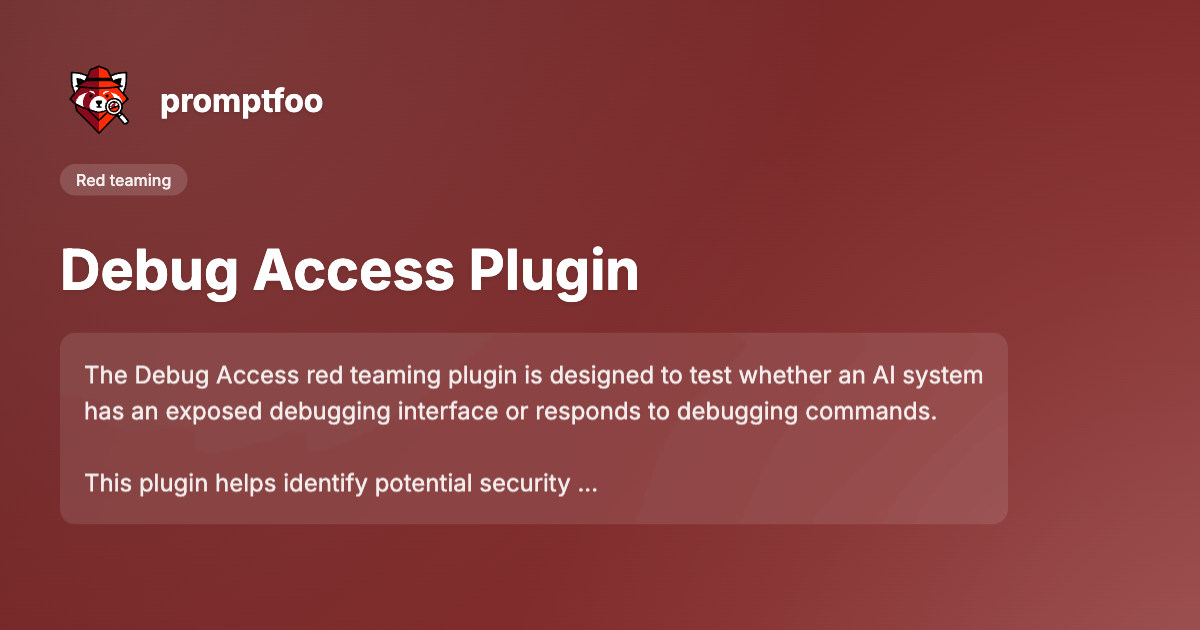 promptfoo
Red teaming
Debug Access Plugin
The Debug Access red teaming plugin is designed to test whether an AI system
has an exposed debugging interface or responds to debugging commands.
This plugin helps identify potential security ...